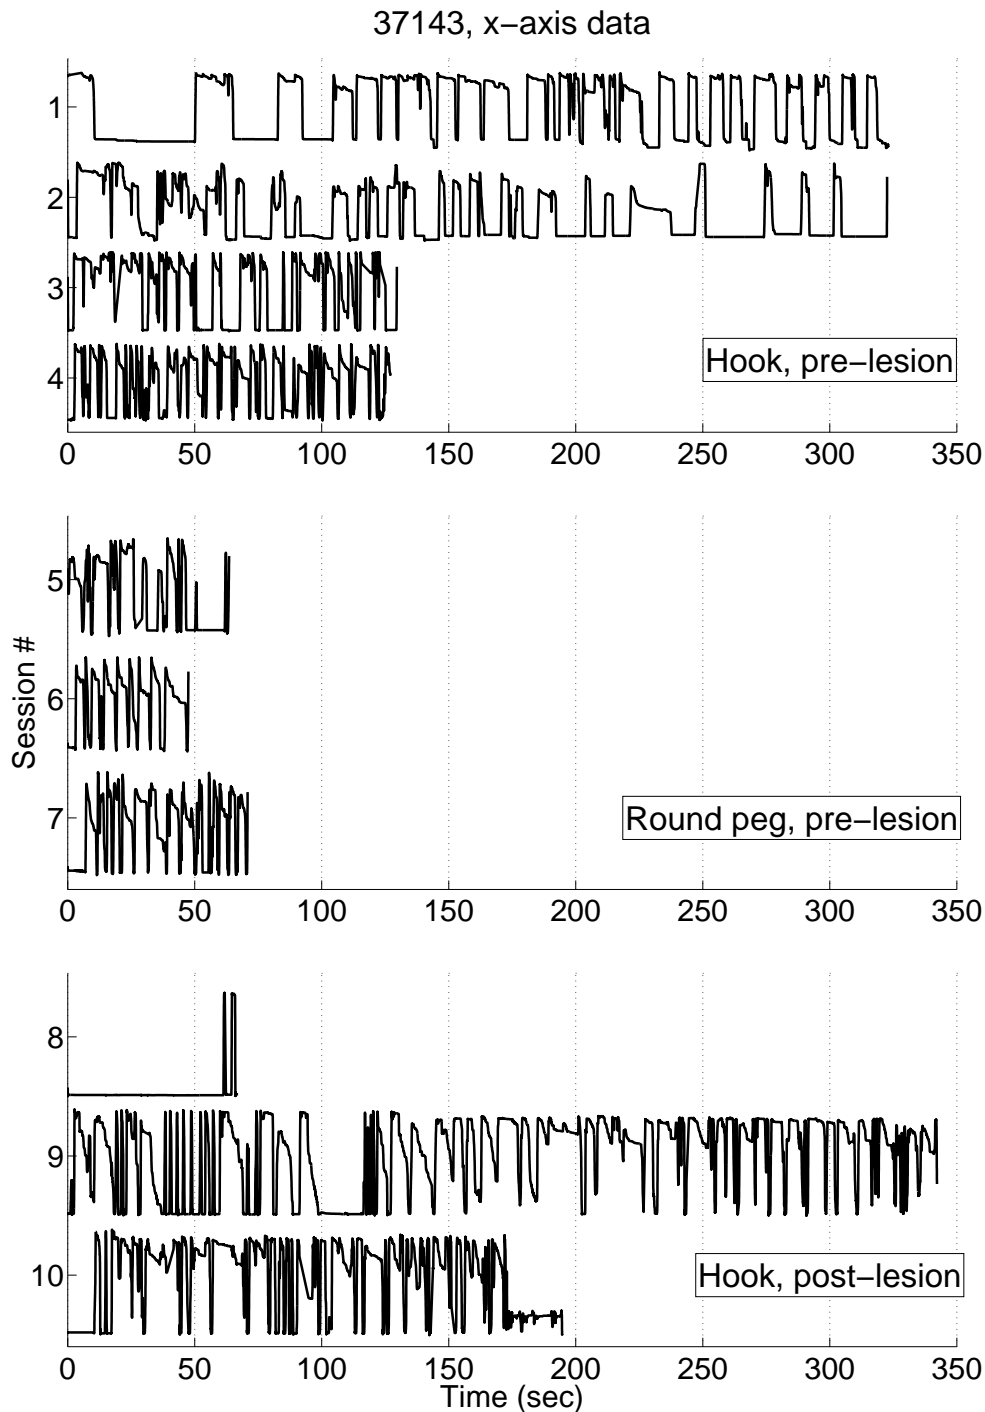 37143, x−axis data
1
2
3
4
Hook, pre−lesion
0 50 100 150 200 250 300 350
5
6
7
Session #
Round peg, pre−lesion
0 50 100 150 200 250 300 350
8
9
10
Hook, post−lesion
0 50 100 150 200 250 300 350
Time (sec)